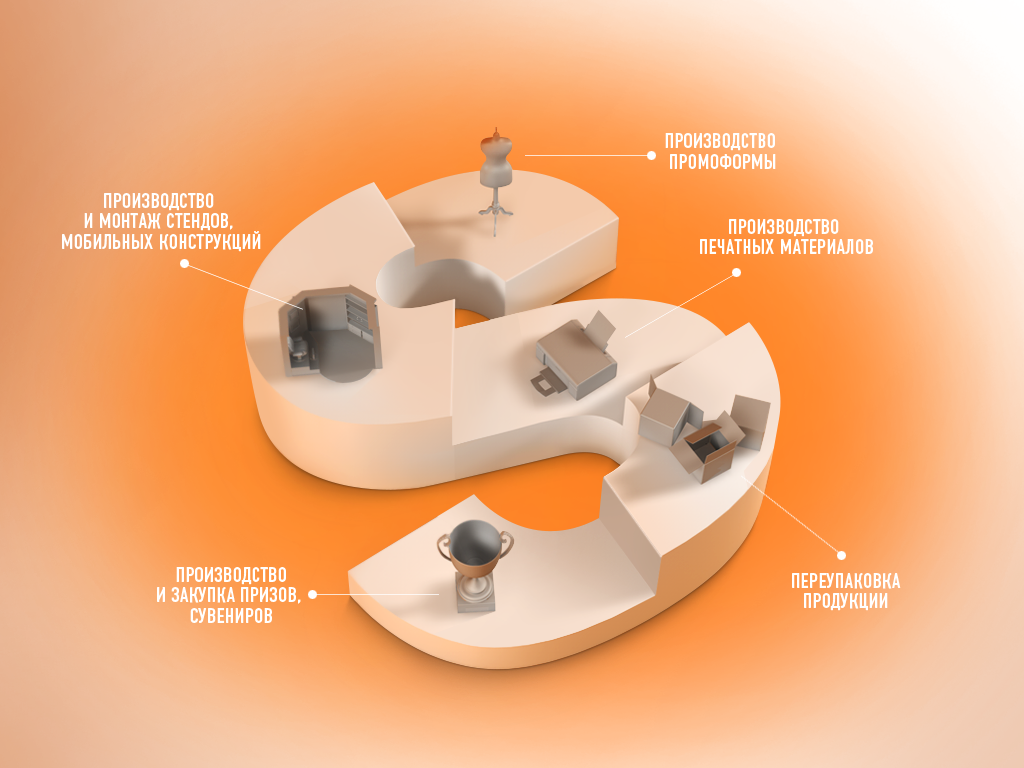 ПРОИЗВОДСТВО
ПРОМОФОРМЫ
ПРОИЗВОДСТВО
И МОНТАЖ СТЕНДОВ,
МОБИЛЬНЫХ КОНСТРУКЦИЙ
ПРОИЗВОДСТВО
ПЕЧАТНЫХ МАТЕРИАЛОВ
ПРОИЗВОДСТВО
И ЗАКУПКА ПРИЗОВ,
СУВЕНИРОВ
ПЕРЕУПАКОВКА
ПРОДУКЦИИ